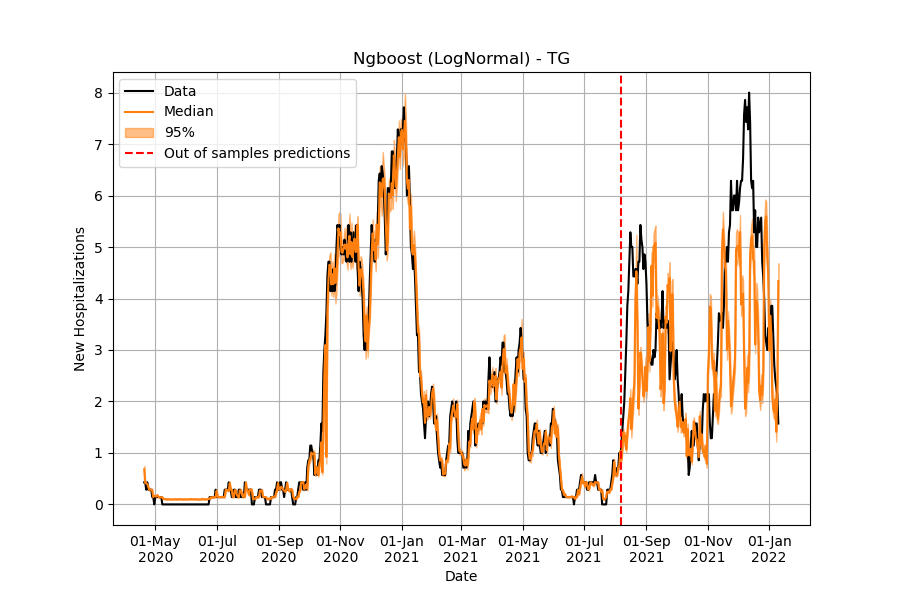 Ngboost (LogNormal) - TG
Data
Median
95%
Out of samples predictions
New Hospitalizations
8
7
6
5
4
3
2
1
0
01-May 2020
01-Jul 2020
01-Sep 2020
01-Nov 2020
01-Jan 2021
01-Mar 2021
01-May 2021
01-Jul 2021
01-Sep 2021
01-Nov 2021
01-Jan 2022
Date